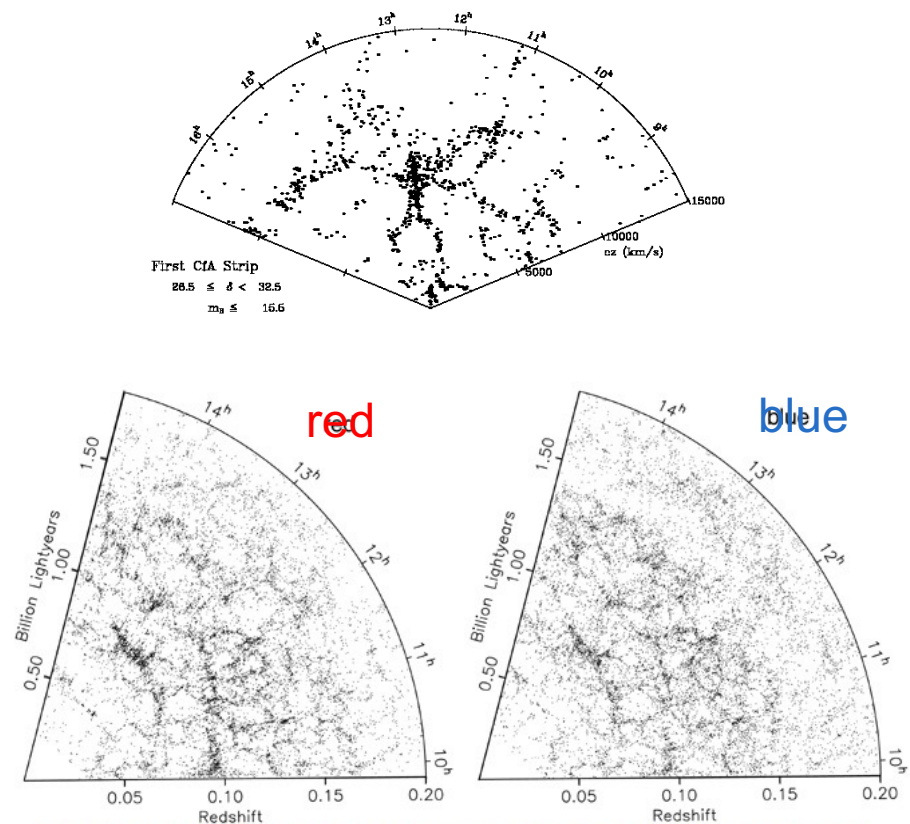 16ʰ 15ʰ 14ʰ 13ʰ 12ʰ 11ʰ 10ʰ 9ʰ
15000
10000
cz (km/s)
5000
First CfA Strip
26.5 ≤ δ < 32.5
m_B ≤ 15.5
red
14ʰ
13ʰ
12ʰ
11ʰ
10ʰ
1.50
1.00
0.50
Billion Lightyears
0.05 0.10 0.15 0.20
Redshift
blue
14ʰ
13ʰ
12ʰ
11ʰ
10ʰ
1.50
1.00
0.50
Billion Lightyears
0.05 0.10 0.15 0.20
Redshift